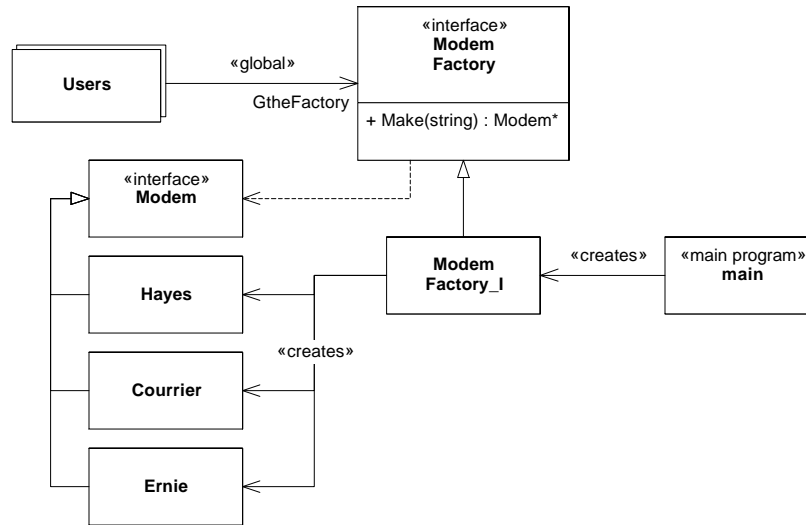 «interface»
Modem
Factory
Users
«global»
GtheFactory
+ Make(string) : Modem*
«interface»
Modem
Modem
Factory_I
«creates»
«main program»
main
Hayes
«creates»
Courrier
Ernie